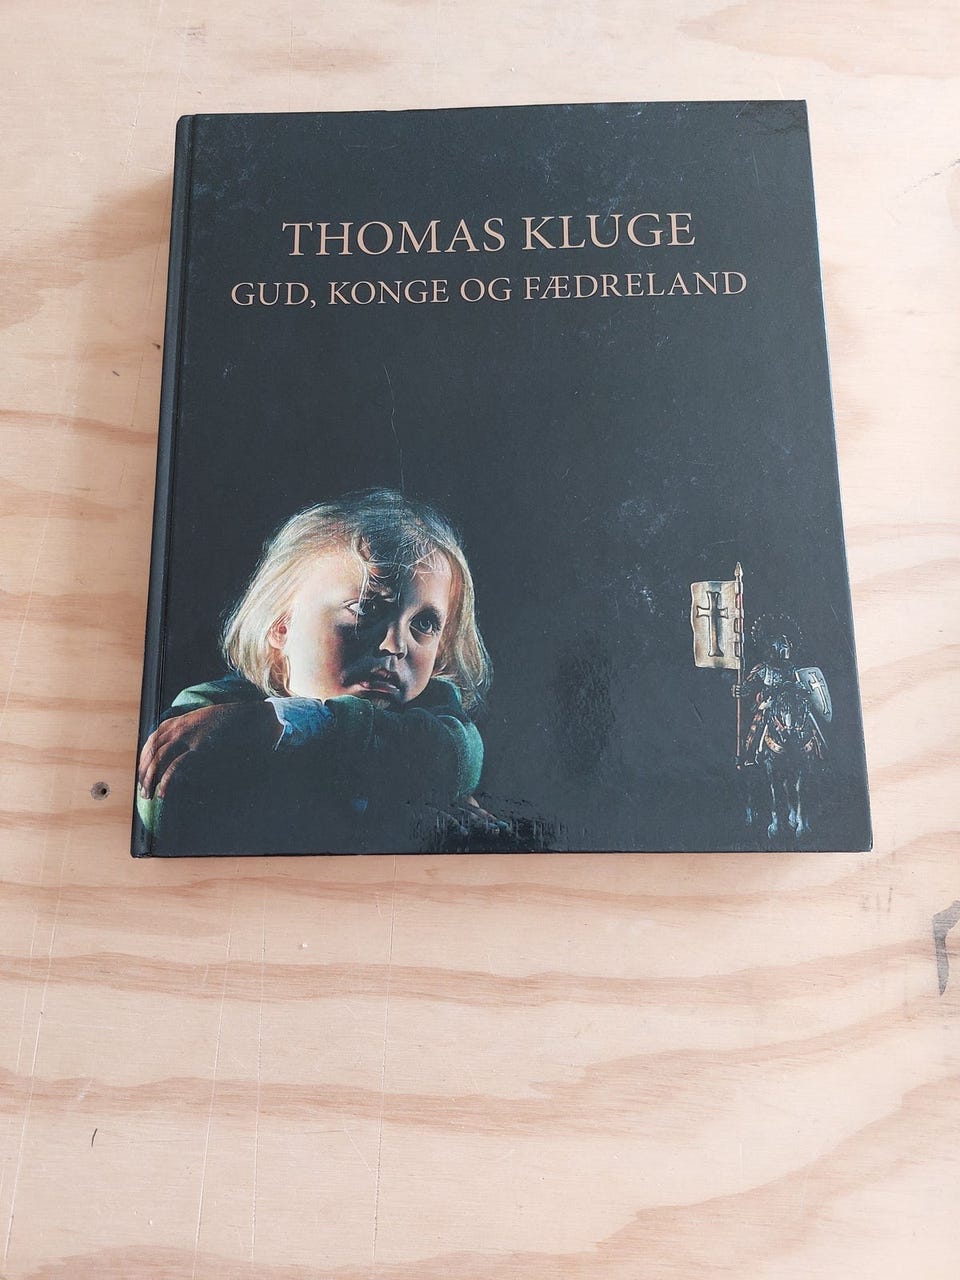 THOMAS KLUGE
GUD, KONGE OG FÆDRELAND